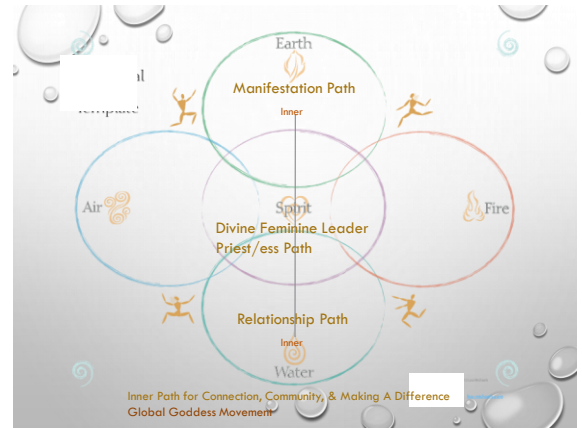 Earth
Manifestation Path
Inner
Template
Air
Spirit
Fire
Divine Feminine Leader
Priest/ess Path
Relationship Path
Inner
Water
Inner Path for Connection, Community, & Making A Difference
Global Goddess Movement